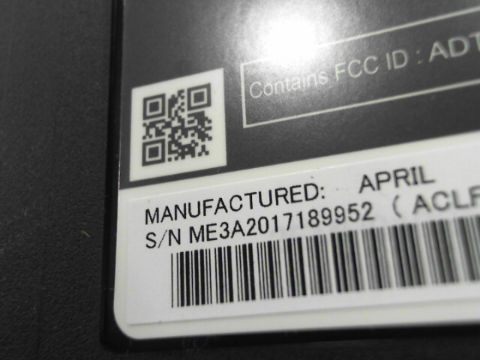 Contains FCC ID : ADT
MANUFACTURED: APRIL
S/N ME3A2017189952 ( ACLF